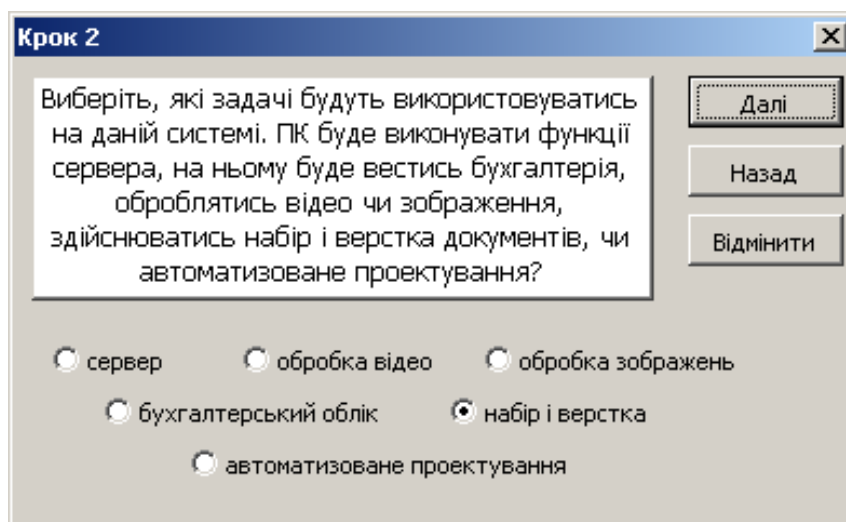 Крок 2
Виберіть, які задачі будуть використовуватись
на даній системі. ПК буде виконувати функції
сервера, на ньому буде вестись бухгалтерія,
оброблятись відео чи зображення,
здійснюватись набір і верстка документів, чи
автоматизоване проектування?
Далі
Назад
Відмінити
сервер обробка відео обробка зображень
бухгалтерський облік набір і верстка
автоматизоване проектування